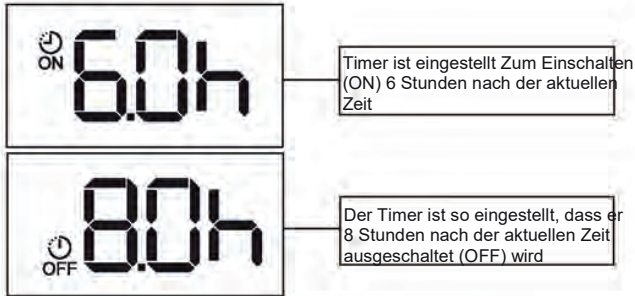 ON
6.0h
Timer ist eingestellt Zum Einschalten
(ON) 6 Stunden nach der aktuellen
Zeit
OFF
8.0h
Der Timer ist so eingestellt, dass er
8 Stunden nach der aktuellen Zeit
ausgeschaltet (OFF) wird